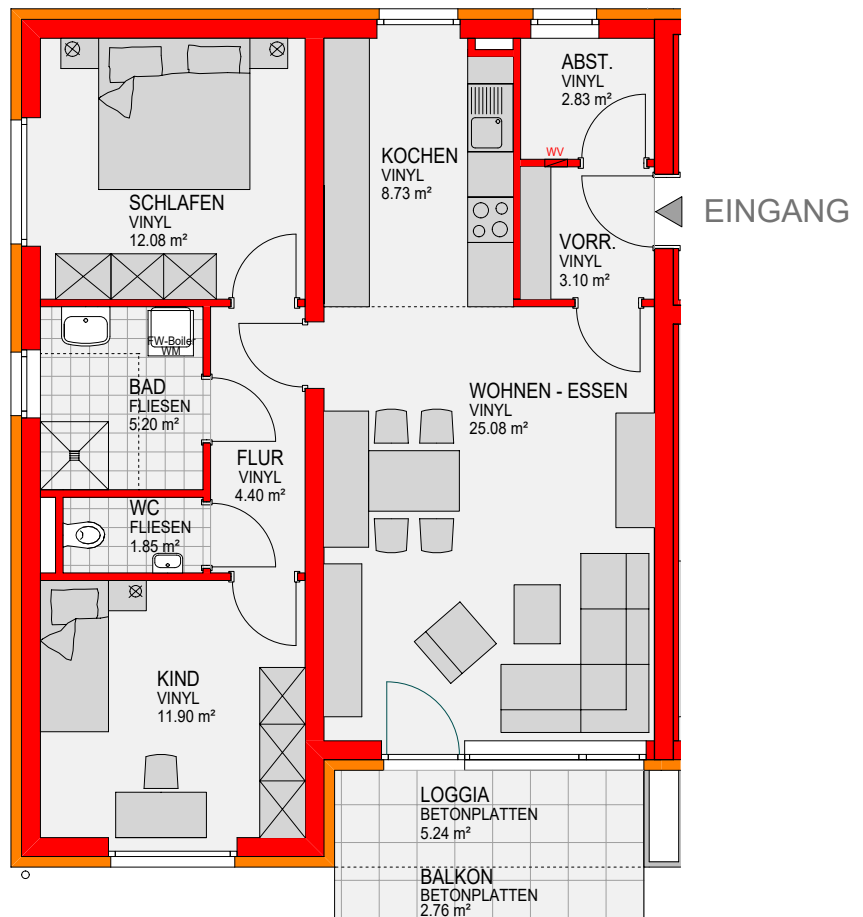 ABST.
VINYL
2.83 m²
KOCHEN
VINYL
8.73 m²
WV
SCHLAFEN
VINYL
12.08 m²
EINGANG
VORR.
VINYL
3.10 m²
FW-Boiler
WM
BAD
FLIESEN
5.20 m²
WOHNEN - ESSEN
VINYL
25.08 m²
FLUR
VINYL
4.40 m²
WC
FLIESEN
1.85 m²
KIND
VINYL
11.90 m²
LOGGIA
BETONPLATTEN
5.24 m²
BALKON
BETONPLATTEN
2.76 m²